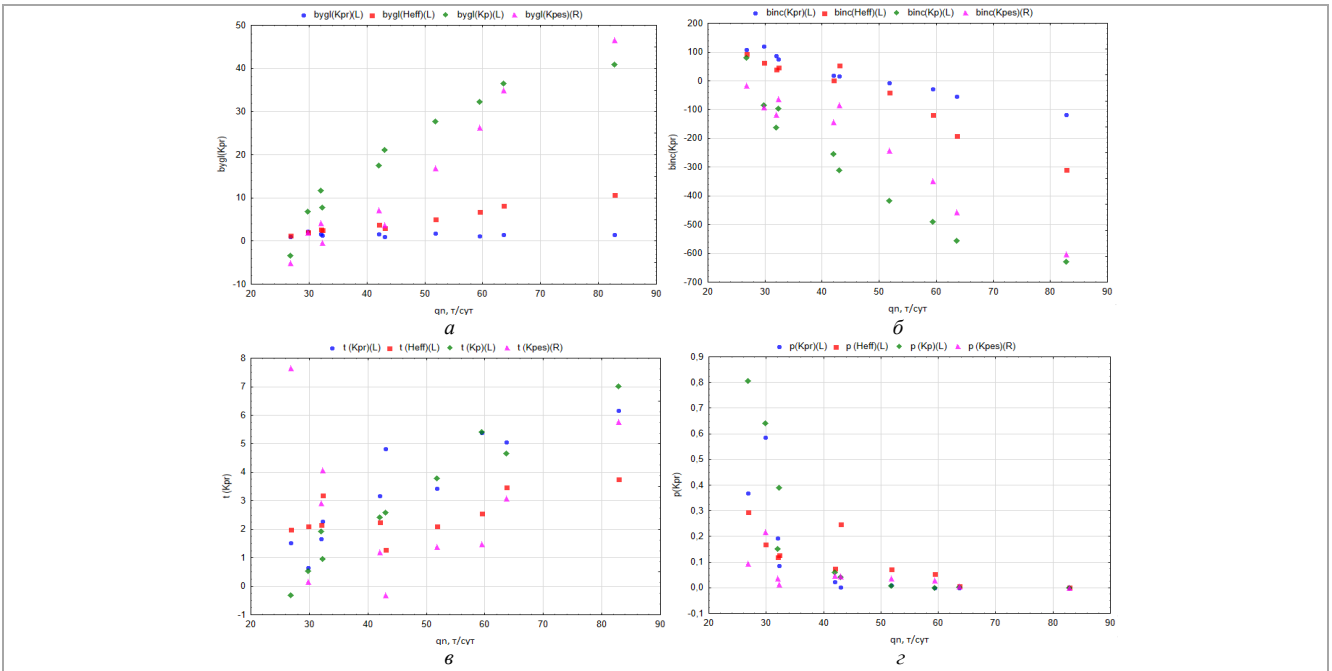 bygl(Kpr)(L) bygl(Heff)(L) bygl(Kp)(L) bygl(Kpes)(R)
50
40
30
20
10
0
-10
bygl(Kpr)
20 30 40 50 60 70 80 90
qn, т/сут
а
binc(Kpr)(L) binc(Heff)(L) binc(Kp)(L) binc(Kpes)(R)
200
100
0
-100
-200
-300
-400
-500
-600
-700
binc(Kpr)
20 30 40 50 60 70 80 90
qn, т/сут
б
t (Kpr)(L) t (Heff)(L) t (Kp)(L) t (Kpes)(R)
8
7
6
5
4
3
2
1
0
-1
t (Kpr)
20 30 40 50 60 70 80 90
qn, т/сут
в
p(Kpr)(L) p (Heff)(L) p (Kp)(L) p (Kpes)(R)
0,9
0,8
0,7
0,6
0,5
0,4
0,3
0,2
0,1
0,0
-0,1
p(Kpr)
20 30 40 50 60 70 80 90
qn, т/сут
г